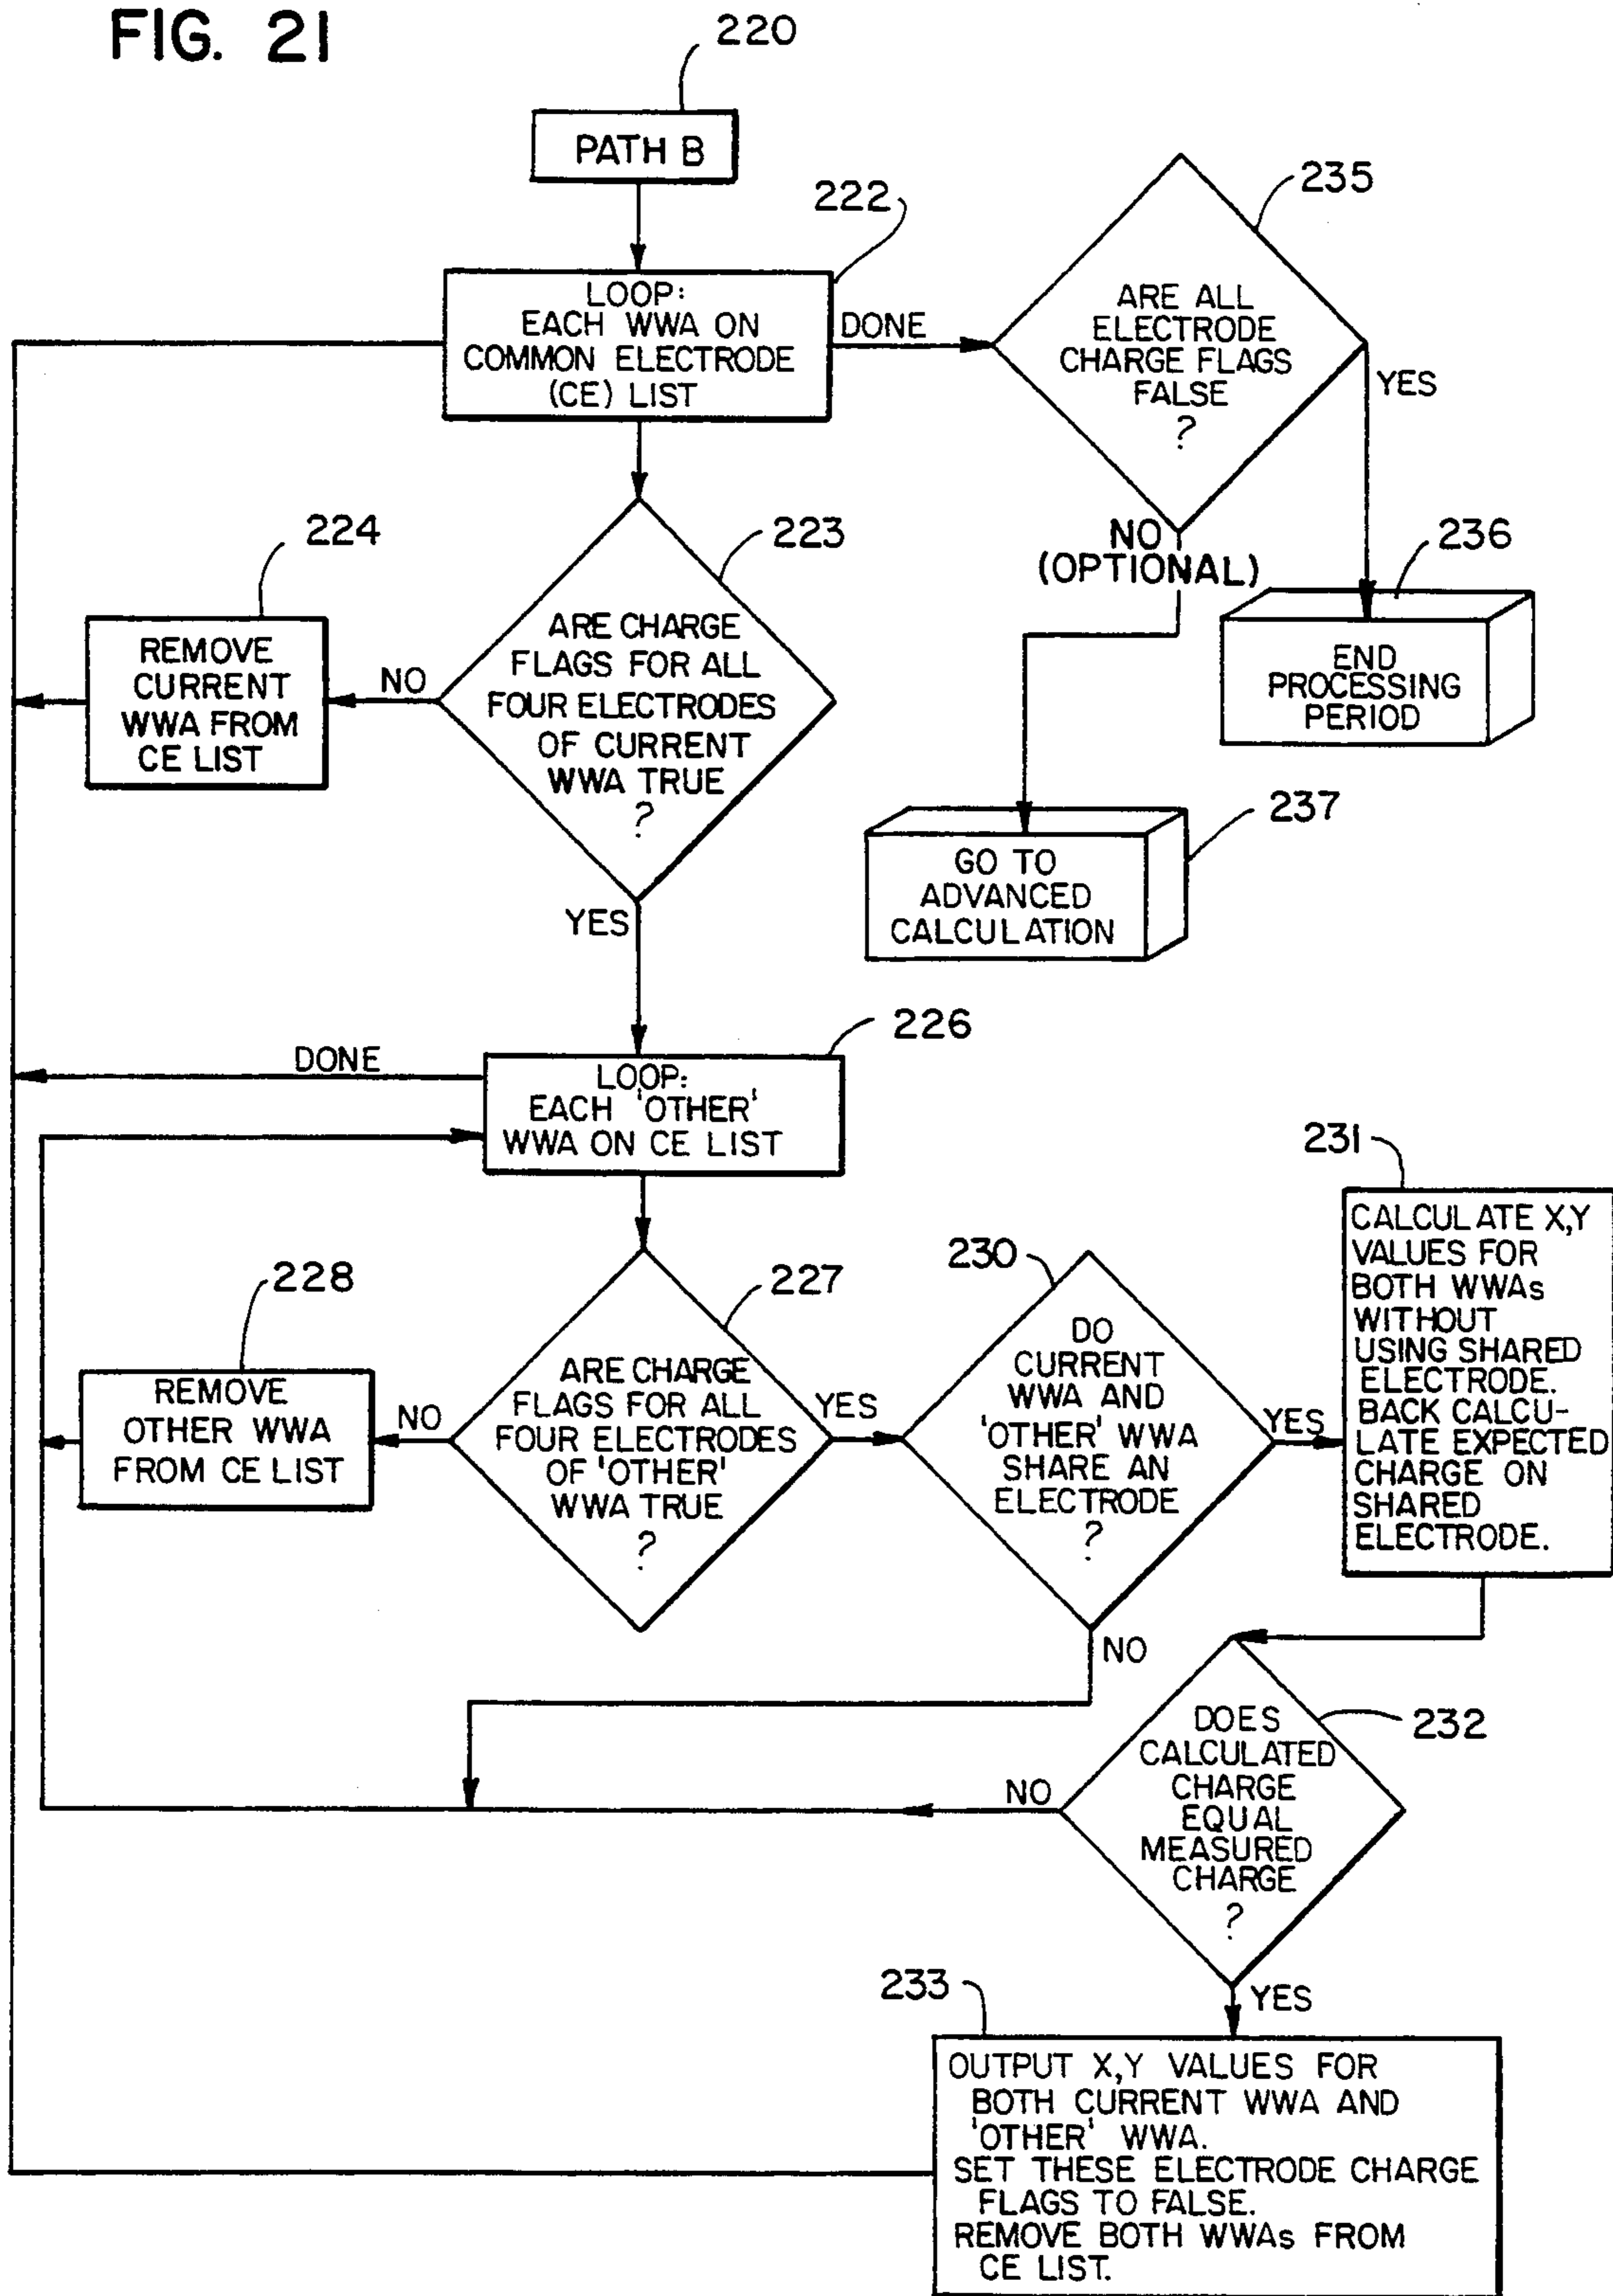 FIG. 21
220
PATH B
222
LOOP:
EACH WWA ON
COMMON ELECTRODE
(CE) LIST
DONE
235
ARE ALL
ELECTRODE
CHARGE FLAGS
FALSE
?
YES
NO
(OPTIONAL)
236
END
PROCESSING
PERIOD
237
GO TO
ADVANCED
CALCULATION
223
ARE CHARGE
FLAGS FOR ALL
FOUR ELECTRODES
OF CURRENT
WWA TRUE
?
NO
224
REMOVE
CURRENT
WWA FROM
CE LIST
YES
226
DONE
LOOP:
EACH 'OTHER'
WWA ON CE LIST
227
ARE CHARGE
FLAGS FOR ALL
FOUR ELECTRODES
OF 'OTHER'
WWA TRUE
?
NO
228
REMOVE
OTHER WWA
FROM CE LIST
YES
230
DO
CURRENT
WWA AND
'OTHER' WWA
SHARE AN
ELECTRODE
?
YES
NO
231
CALCULATE X,Y
VALUES FOR
BOTH WWAs
WITHOUT
USING SHARED
ELECTRODE.
BACK CALCU-
LATE EXPECTED
CHARGE ON
SHARED
ELECTRODE.
232
DOES
CALCULATED
CHARGE
EQUAL
MEASURED
CHARGE
?
NO
YES
233
OUTPUT X,Y VALUES FOR
BOTH CURRENT WWA AND
'OTHER' WWA.
SET THESE ELECTRODE CHARGE
FLAGS TO FALSE.
REMOVE BOTH WWAs FROM
CE LIST.